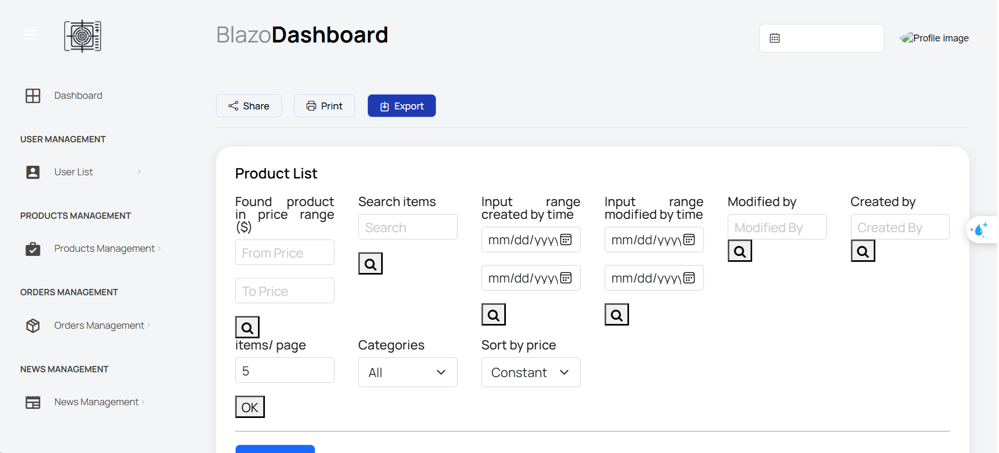 BlazoDashboard
Profile image
Dashboard
Share
Print
Export
USER MANAGEMENT
User List
PRODUCTS MANAGEMENT
Products Management
ORDERS MANAGEMENT
Orders Management
NEWS MANAGEMENT
News Management
Product List
Found product
in price range
($)
From Price
To Price
Search items
Search
Input range
created by time
mm/dd/yyyy
mm/dd/yyyy
Input range
modified by time
mm/dd/yyyy
mm/dd/yyyy
Modified by
Modified By
Created by
Created By
items/ page
5
OK
Categories
All
Sort by price
Constant